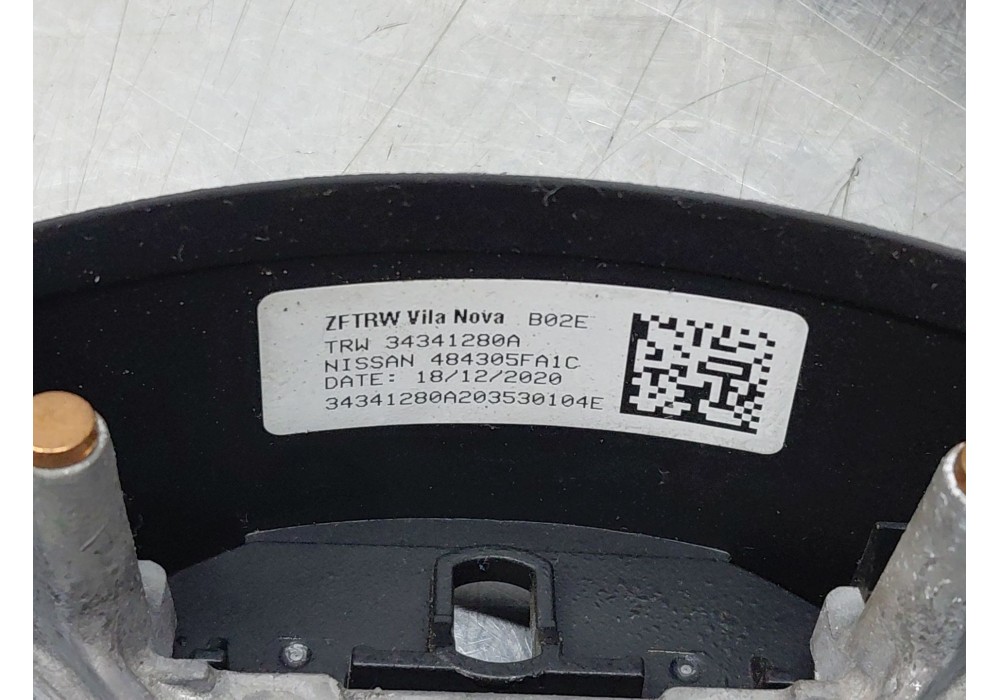 ZFTRW Vila Nova B02E
TRW 34341280A
NISSAN 484305FA1C
DATE: 18/12/2020
34341280A203530104E